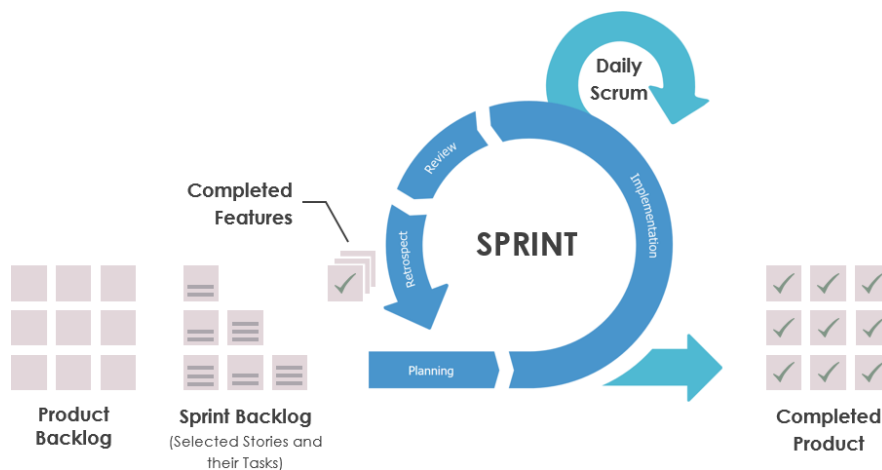 Daily
Scrum
Review
Implementation
Completed
Features
SPRINT
Retrospect
Planning
Product
Backlog
Sprint Backlog
(Selected Stories and
their Tasks)
Completed
Product